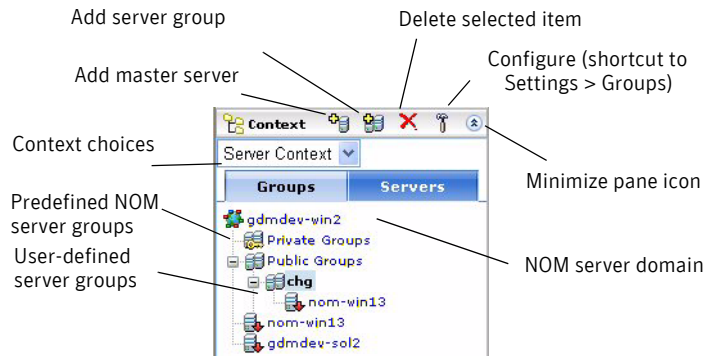 Add server group
Delete selected item
Configure (shortcut to
Settings > Groups)
Add master server
Context
Context choices
Server Context
Minimize pane icon
Groups
Servers
Predefined NOM
server groups
gdmdev-win2
Private Groups
User-defined
server groups
Public Groups
NOM server domain
chg
nom-win13
nom-win13
gdmdev-sol2